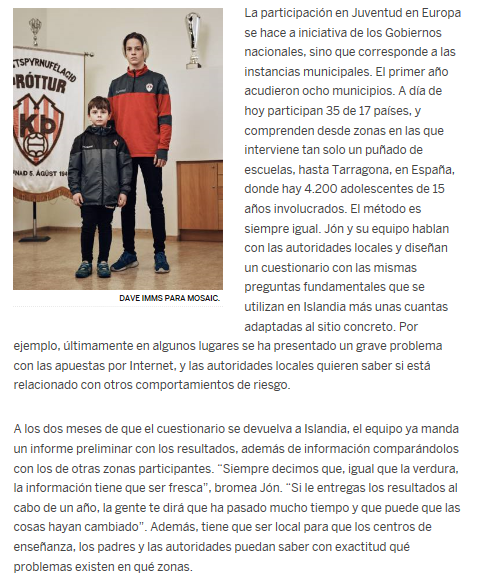 TSPYRNUFÉLAGIÐ
ÞRÓTTUR
KÞ
5. ÁGÚST 194
DAVE IMMS PARA MOSAIC.
La participación en Juventud en Europa
se hace a iniciativa de los Gobiernos
nacionales, sino que corresponde a las
instancias municipales. El primer año
acudieron ocho municipios. A día de
hoy participan 35 de 17 países, y
comprenden desde zonas en las que
interviene tan solo un puñado de
escuelas, hasta Tarragona, en España,
donde hay 4.200 adolescentes de 15
años involucrados. El método es
siempre igual. Jón y su equipo hablan
con las autoridades locales y diseñan
un cuestionario con las mismas
preguntas fundamentales que se
utilizan en Islandia más unas cuantas
adaptadas al sitio concreto. Por
ejemplo, últimamente en algunos lugares se ha presentado un grave problema
con las apuestas por Internet, y las autoridades locales quieren saber si está
relacionado con otros comportamientos de riesgo.
A los dos meses de que el cuestionario se devuelva a Islandia, el equipo ya manda
un informe preliminar con los resultados, además de información comparándolos
con los de otras zonas participantes. “Siempre decimos que, igual que la verdura,
la información tiene que ser fresca”, bromea Jón. “Si le entregas los resultados al
cabo de un año, la gente te dirá que ha pasado mucho tiempo y que puede que las
cosas hayan cambiado”. Además, tiene que ser local para que los centros de
enseñanza, los padres y las autoridades puedan saber con exactitud qué
problemas existen en qué zonas.